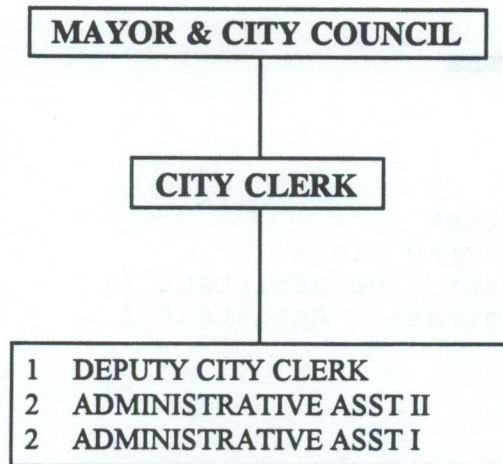 MAYOR & CITY COUNCIL
CITY CLERK
1 DEPUTY CITY CLERK
2 ADMINISTRATIVE ASST II
2 ADMINISTRATIVE ASST I